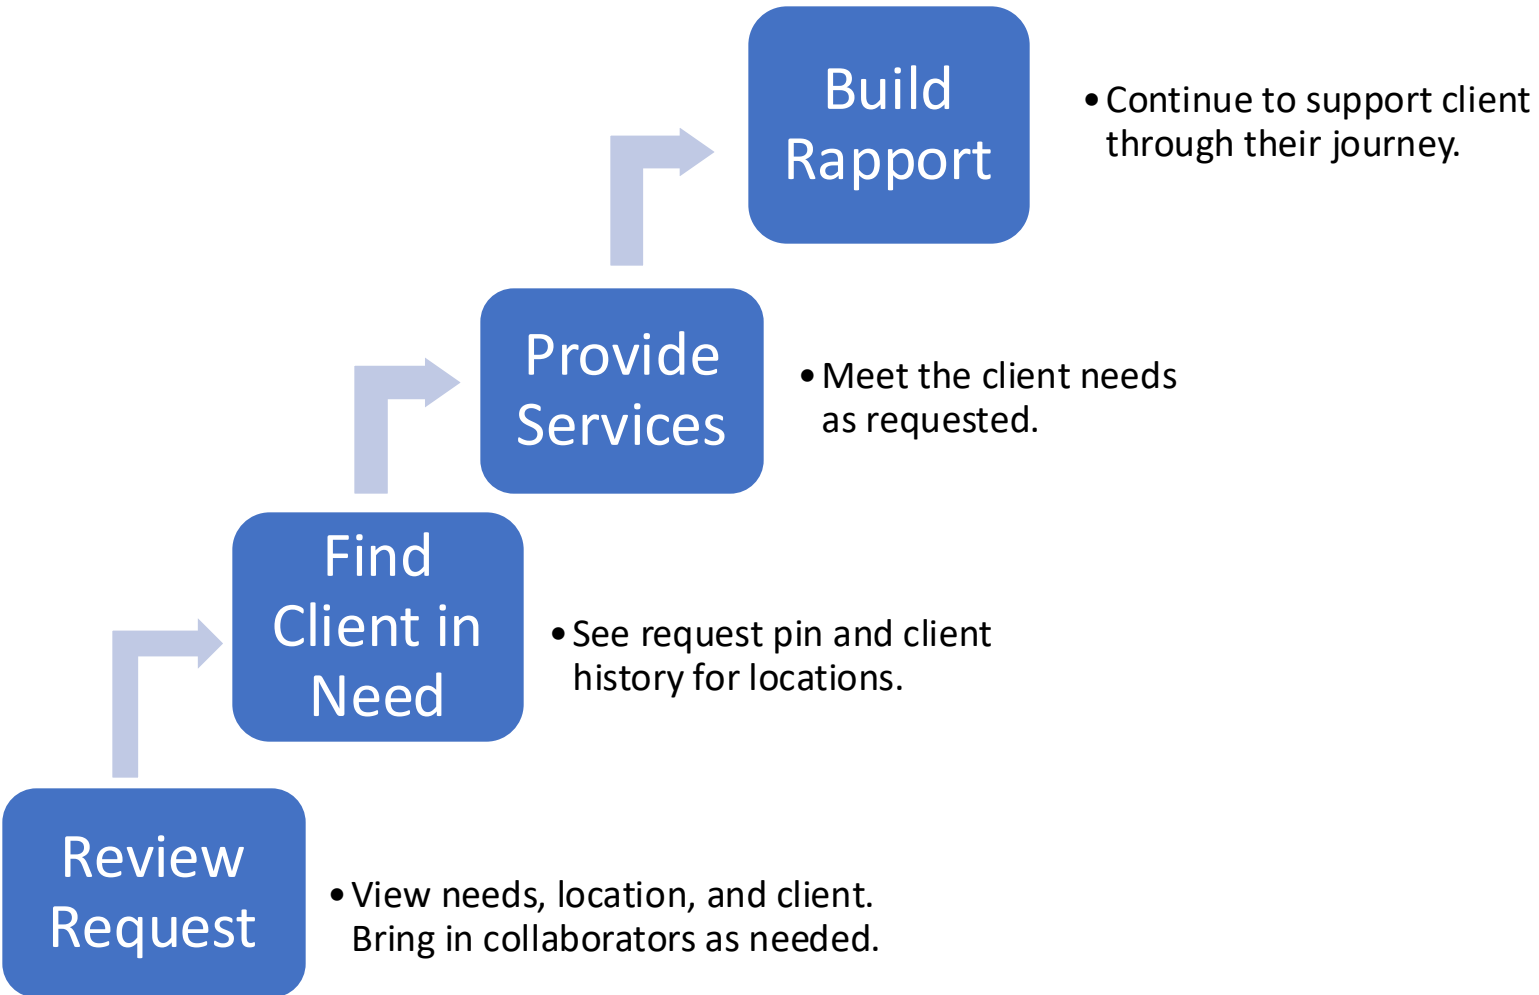 Build
Rapport
• Continue to support client
through their journey.
Provide
Services
• Meet the client needs
as requested.
Find
Client in
Need
• See request pin and client
history for locations.
Review
Request
• View needs, location, and client.
Bring in collaborators as needed.